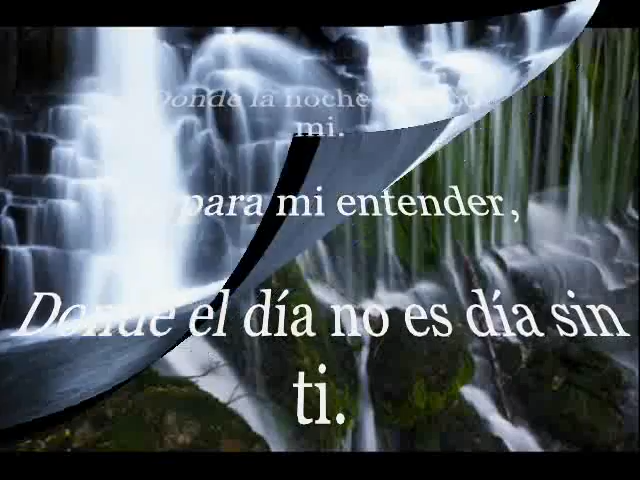 Donde la noche
mi.
para mi entender,
Donde el día no es día sin
ti.